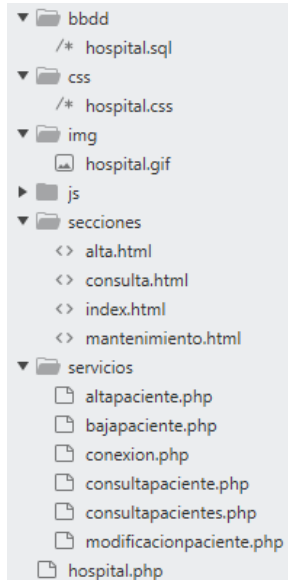 bbdd
/* hospital.sql
css
/* hospital.css
img
hospital.gif
js
secciones
<> alta.html
<> consulta.html
<> index.html
<> mantenimiento.html
servicios
altapaciente.php
bajapaciente.php
conexion.php
consultapaciente.php
consultapacientes.php
modificacionpaciente.php
hospital.php